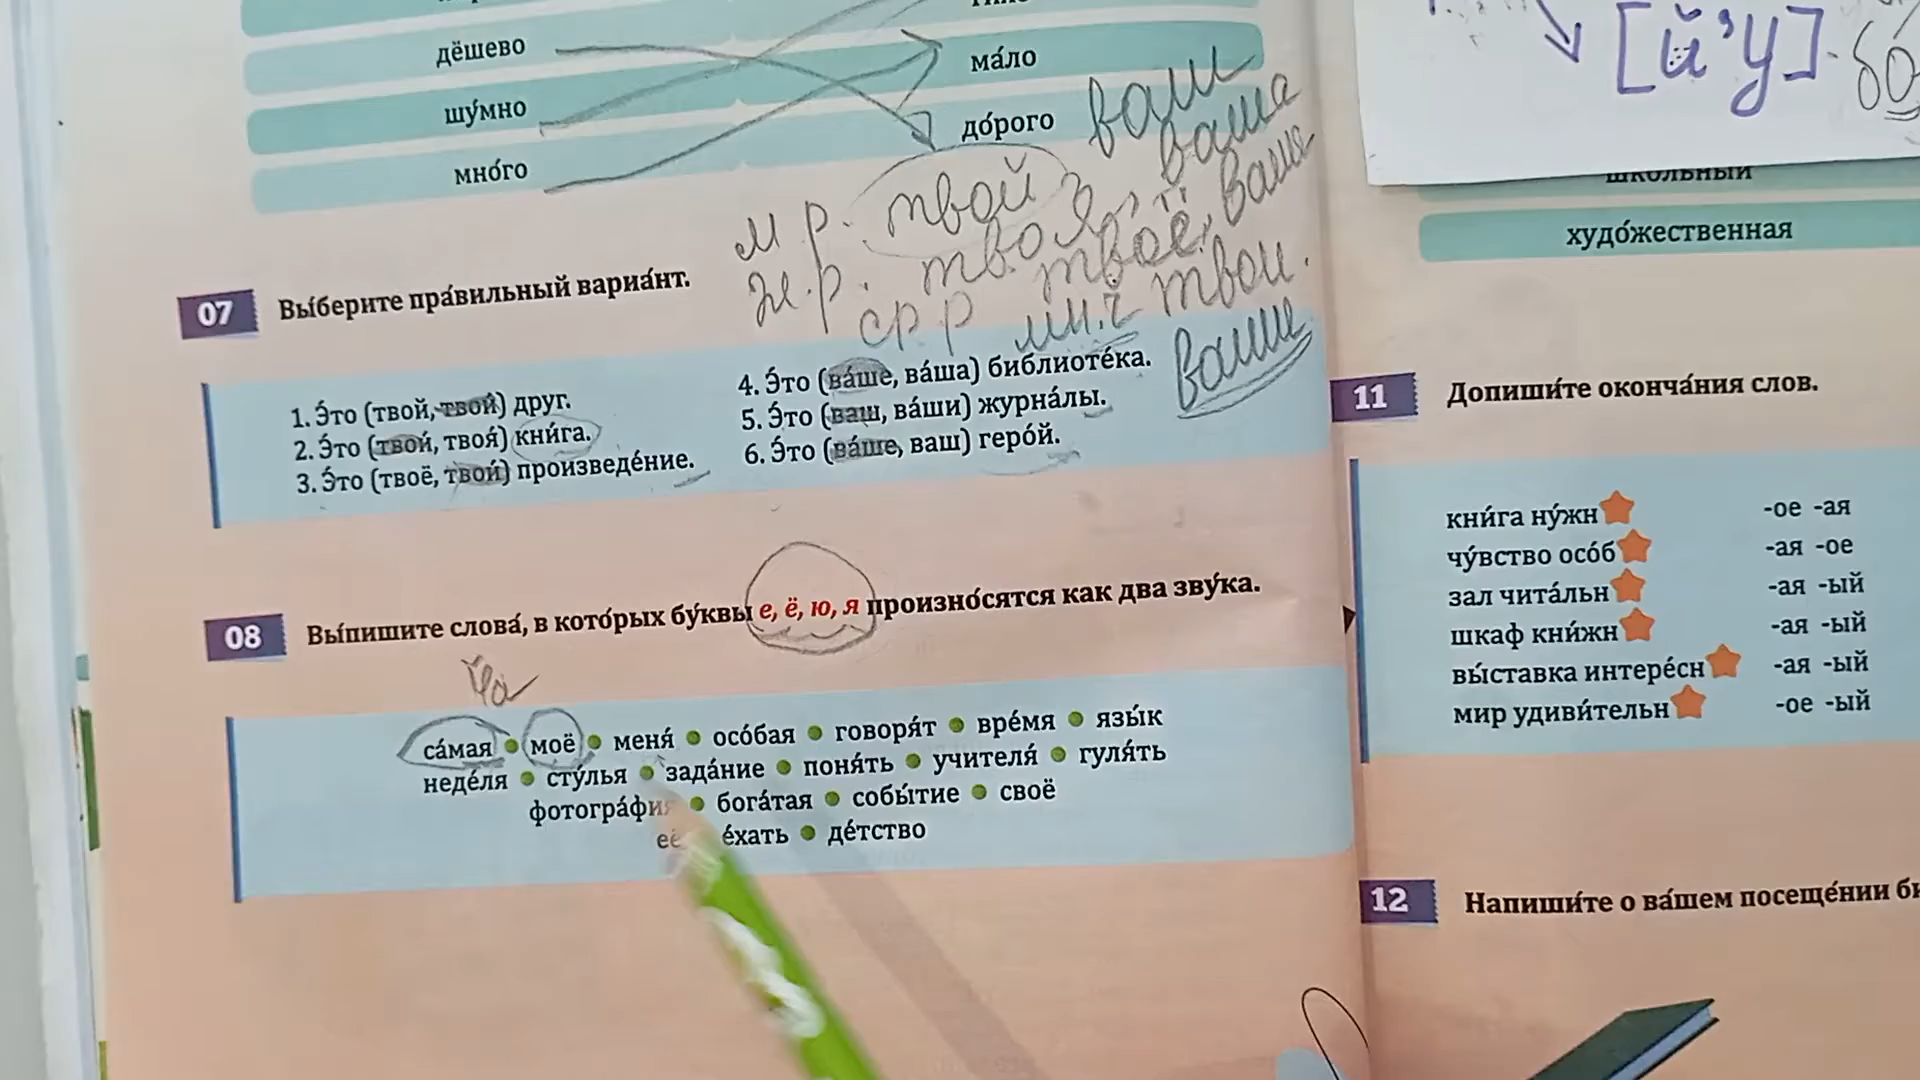 дёшево
ма́ло
шу́мно
до́рого
мно́го
ваш
ваша
ваше
м р. твой
ж.р. твоя,
ср р твоё,
мн.ч твои.
ваши
07 Вы́берите пра́вильный вариа́нт.
1. Э́то (твой, твой) друг.
2. Э́то (твой, твоя́) кни́га.
3. Э́то (твоё, твой) произведе́ние.
4. Э́то (ва́ше, ва́ша) библиоте́ка.
5. Э́то (ваш, ва́ши) журна́лы.
6. Э́то (ва́ше, ваш) геро́й.
08 Вы́пишите слова́, в кото́рых бу́квы е, ё, ю, я произно́сятся как два зву́ка.
йа
са́мая • моё • меня́ • осо́бая • говоря́т • вре́мя • язы́к
неде́ля • сту́лья • зада́ние • поня́ть • учителя́ • гуля́ть
бога́тая • собы́тие • своё
е́хать • де́тство
[й'у]
школьный
худо́жественная
11 Допиши́те оконча́ния слов.
кни́га ну́жн -ое -ая
чу́вство осо́б -ая -ое
зал чита́льн -ая -ый
шкаф кни́жн -ая -ый
вы́ставка интере́сн -ая -ый
мир удиви́тельн -ое -ый
12 Напиши́те о ва́шем посеще́нии